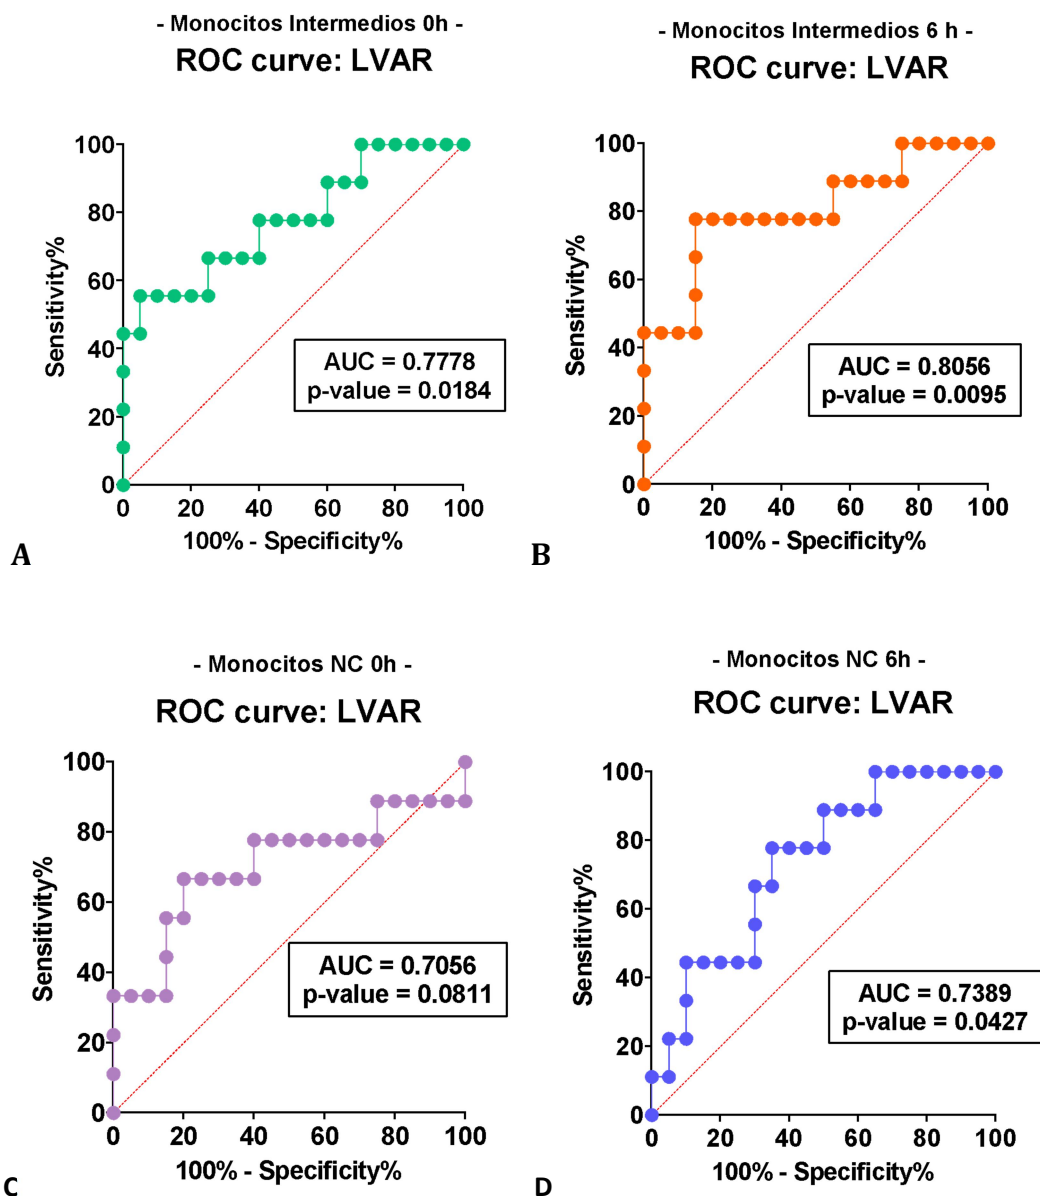 - Monocitos Intermedios 0h -
ROC curve: LVAR
100
80
60
40
20
0
Sensitivity%
AUC = 0.7778
p-value = 0.0184
0 20 40 60 80 100
100% - Specificity%
A
- Monocitos Intermedios 6 h -
ROC curve: LVAR
100
80
60
40
20
0
Sensitivity%
AUC = 0.8056
p-value = 0.0095
0 20 40 60 80 100
100% - Specificity%
B
- Monocitos NC 0h -
ROC curve: LVAR
100
80
60
40
20
0
Sensitivity%
AUC = 0.7056
p-value = 0.0811
0 20 40 60 80 100
100% - Specificity%
C
- Monocitos NC 6h -
ROC curve: LVAR
100
80
60
40
20
0
Sensitivity%
AUC = 0.7389
p-value = 0.0427
0 20 40 60 80 100
100% - Specificity%
D